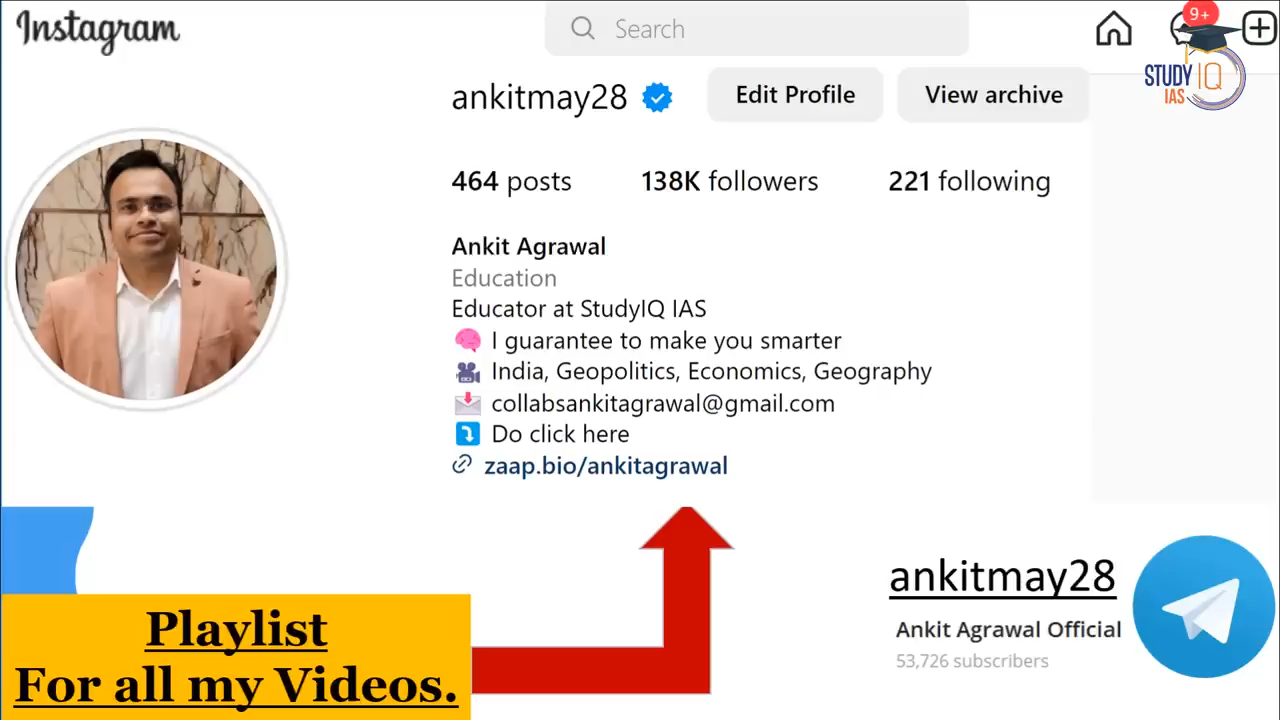 Instagram
Search
9+
STUDY IQ
IAS
ankitmay28
Edit Profile
View archive
464 posts
138K followers
221 following
Ankit Agrawal
Education
Educator at StudyIQ IAS
I guarantee to make you smarter
India, Geopolitics, Economics, Geography
collabsankitagrawal@gmail.com
Do click here
zaap.bio/ankitagrawal
ankitmay28
Ankit Agrawal Official
53,726 subscribers
Playlist
For all my Videos.